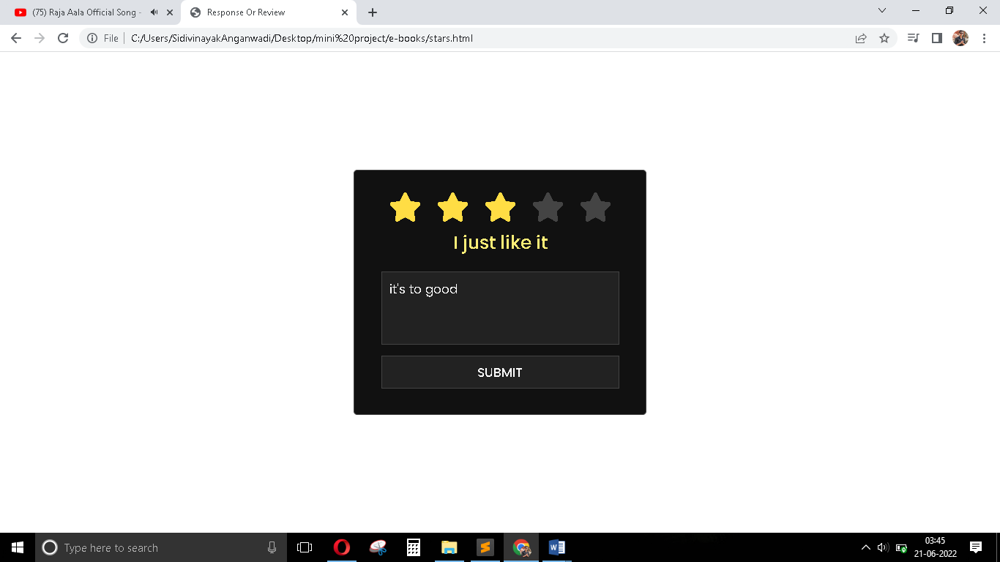 (75) Raja Aala Official Song -
Response Or Review
File
C:/Users/SidivinayakAnganwadi/Desktop/mini%20project/e-books/stars.html
I just like it
it's to good
SUBMIT
Type here to search
03:45
21-06-2022